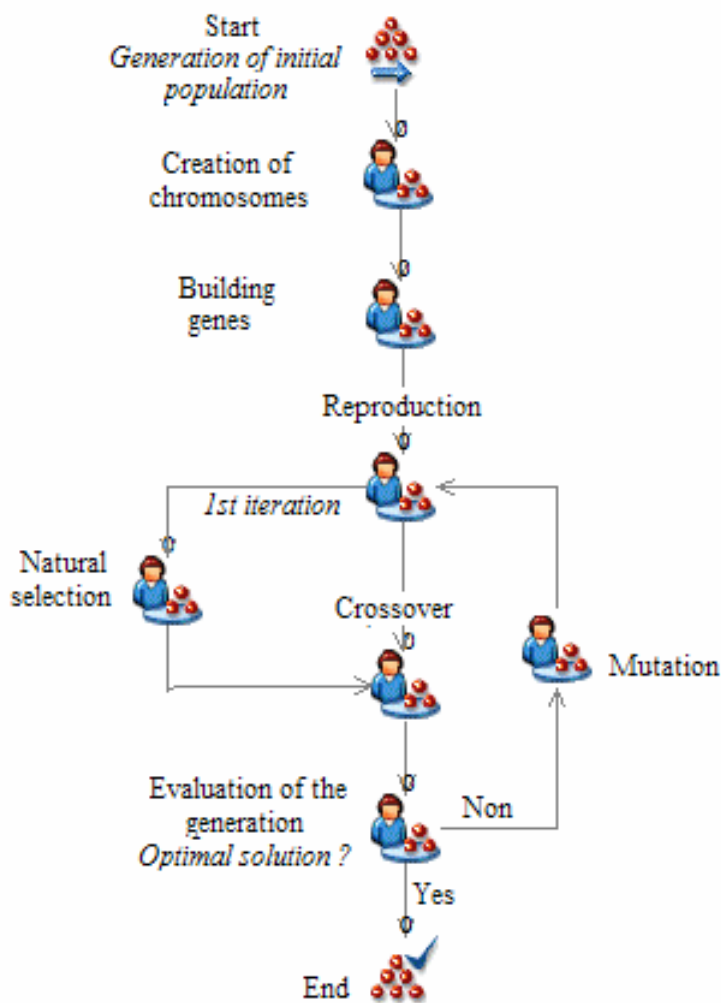 Start
Generation of initial
population
Creation of
chromosomes
Building
genes
Reproduction
1st iteration
Natural
selection
Crossover
Mutation
Evaluation of the
generation
Optimal solution ?
Non
Yes
End